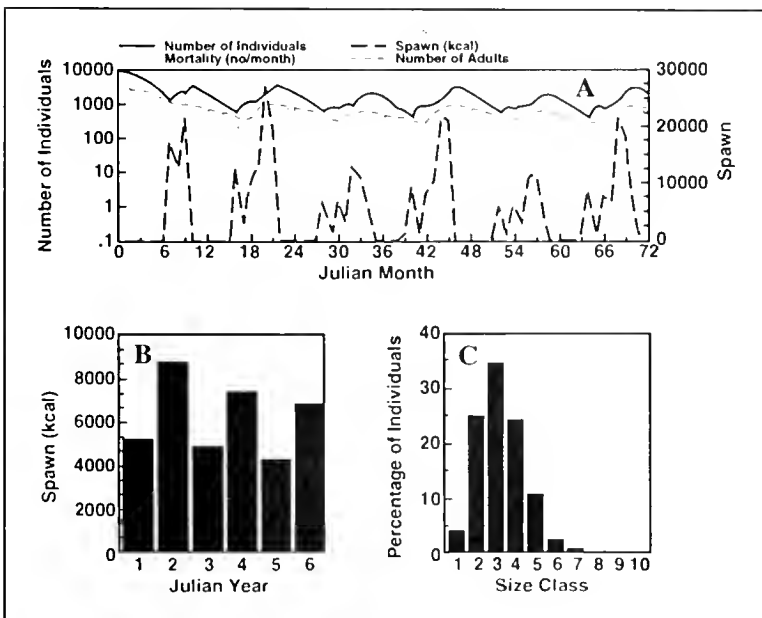 Number of Individuals Spawn (kcal)
Mortality (no/month) Number of Adults
10000 30000
A
1000
100 20000
10
10000
1
.1 0
Number of Individuals
Spawn
0 6 12 18 24 30 36 42 48 54 60 66 72
Julian Month
B
10000
8000
6000
4000
2000
0
Spawn (kcal)
1 2 3 4 5 6
Julian Year
C
40
30
20
10
0
Percentage of Individuals
1 2 3 4 5 6 7 8 9 10
Size Class